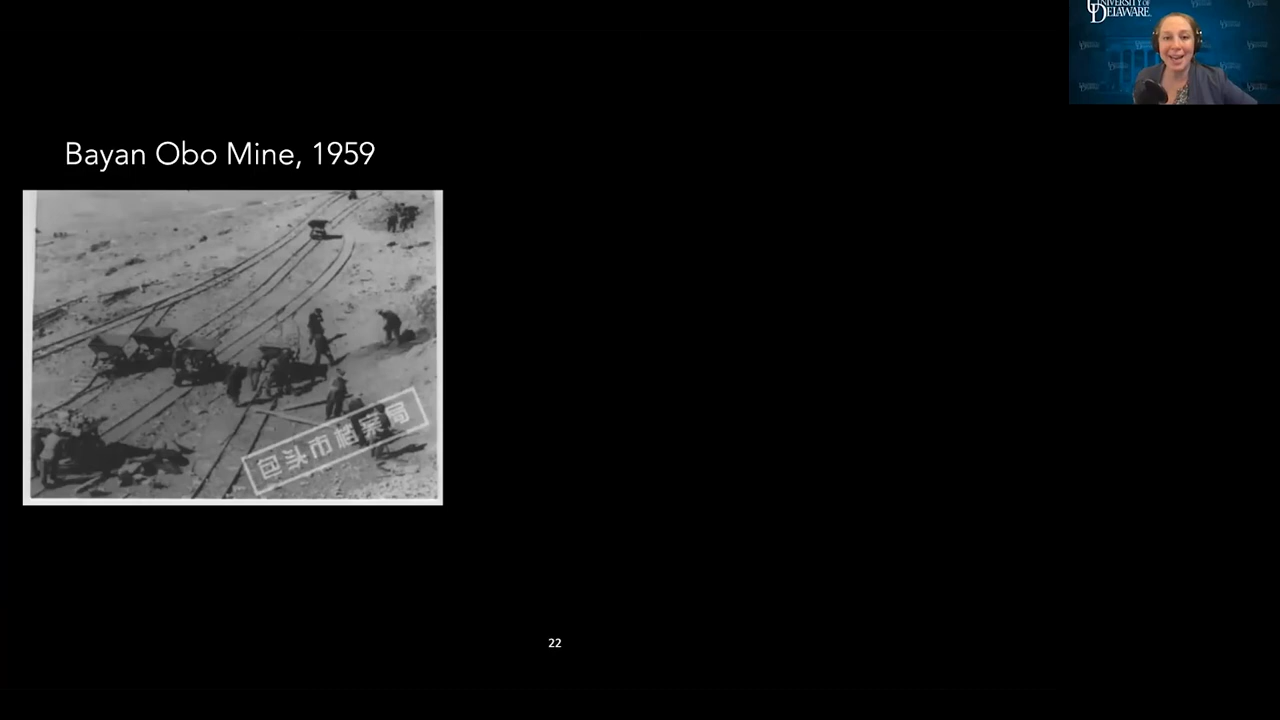 UNIVERSITY OF
DELAWARE.
Bayan Obo Mine, 1959
包头市档案局
22